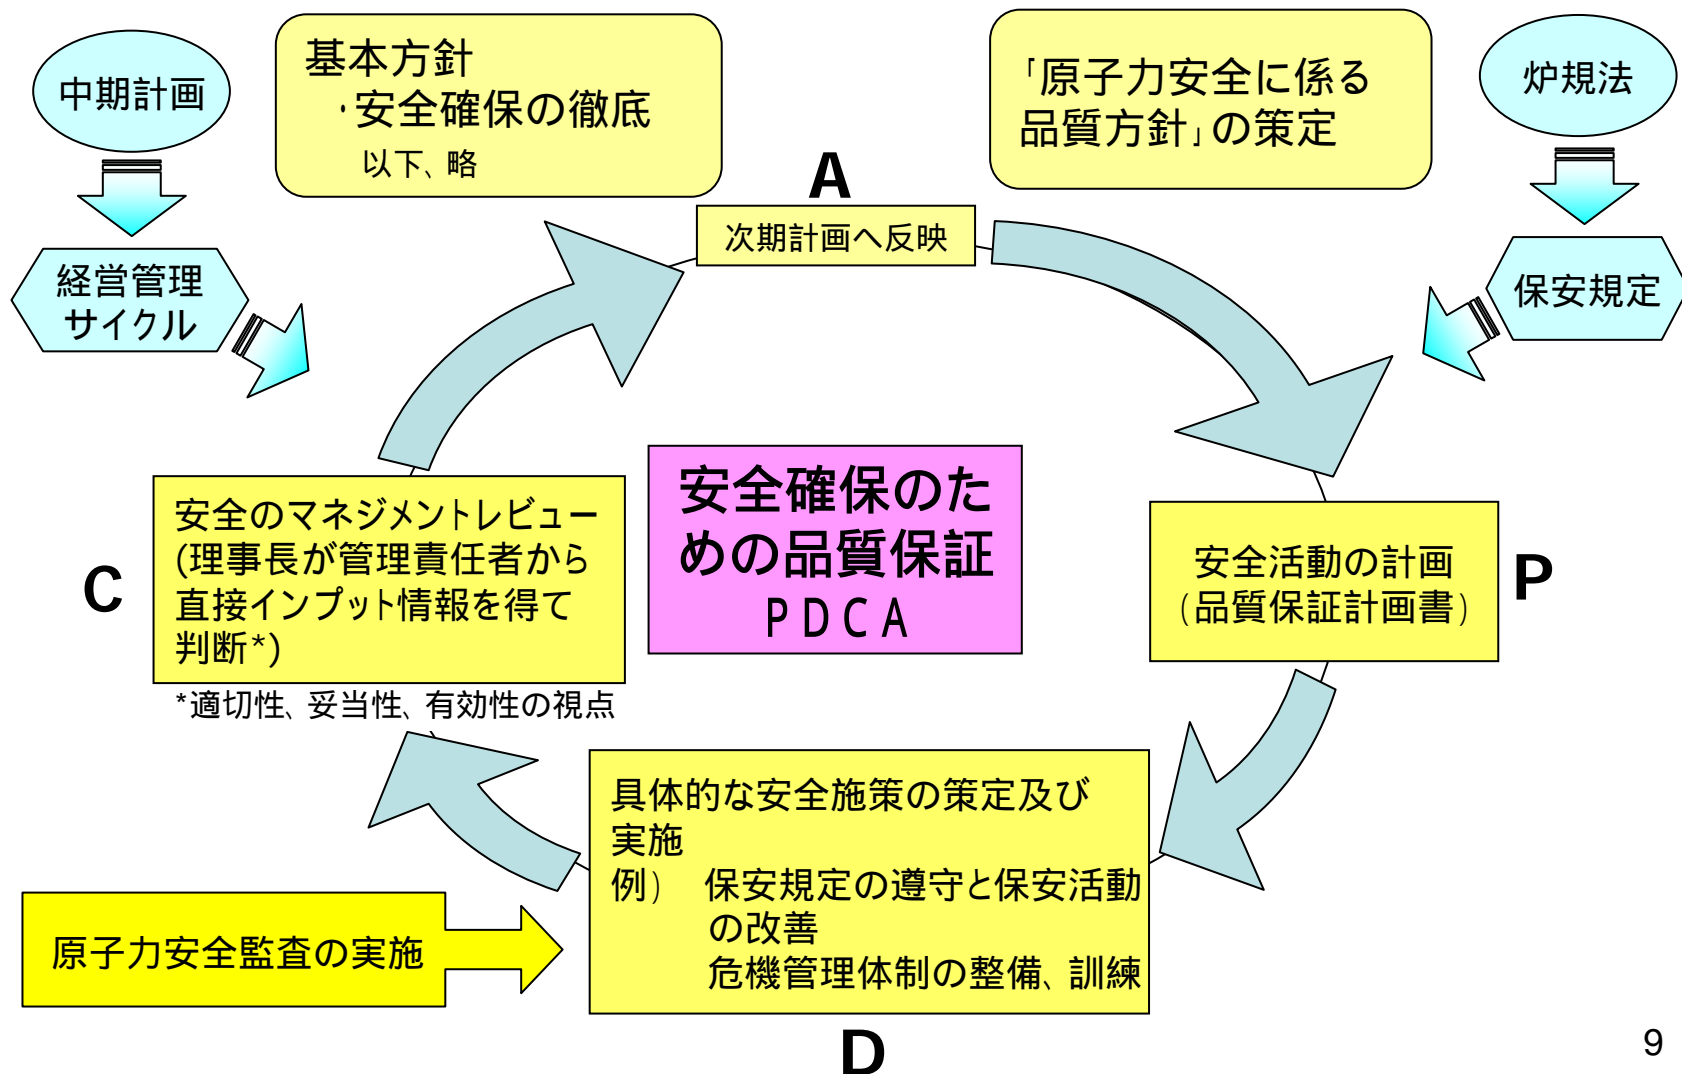 中期計画
基本方針
・安全確保の徹底
以下、略
「原子力安全に係る
品質方針」の策定
炉規法
A
次期計画へ反映
経営管理
サイクル
保安規定
安全確保のた
めの品質保証
PDCA
C
安全のマネジメントレビュー
(理事長が管理責任者から
直接インプット情報を得て
判断*)
*適切性、妥当性、有効性の視点
安全活動の計画
(品質保証計画書)
P
具体的な安全施策の策定及び
実施
例) 保安規定の遵守と保安活動
の改善
危機管理体制の整備、訓練
原子力安全監査の実施
D
9